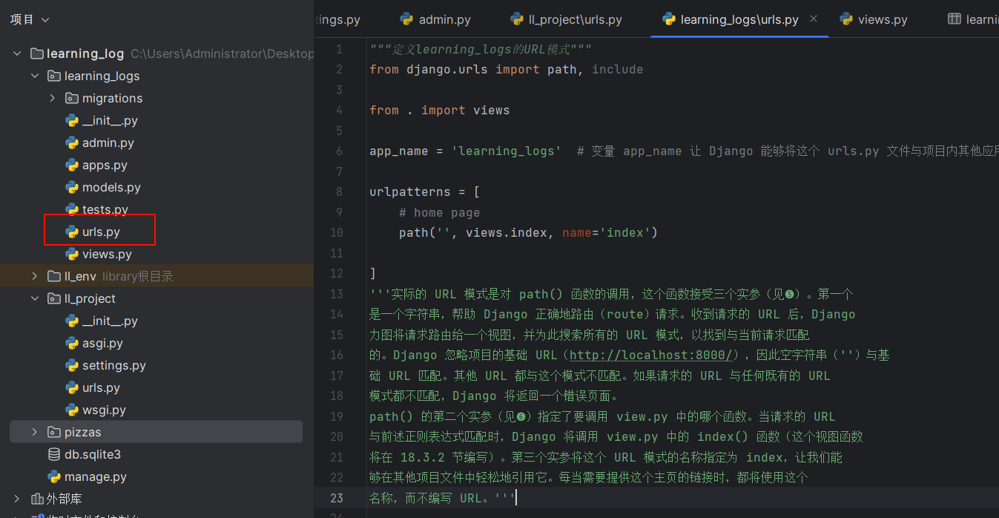 项目
tings.py
admin.py
ll_project\urls.py
learning_logs\urls.py
views.py
learni
learning_log C:\Users\Administrator\Desktop
learning_logs
migrations
__init__.py
admin.py
apps.py
models.py
tests.py
urls.py
views.py
ll_env library根目录
ll_project
__init__.py
asgi.py
settings.py
urls.py
wsgi.py
pizzas
db.sqlite3
manage.py
外部库
1 """定义learning_logs的URL模式"""
2 from django.urls import path, include
3
4 from . import views
5
6 app_name = 'learning_logs' # 变量 app_name 让 Django 能够将这个 urls.py 文件与项目内其他应用
7
8 urlpatterns = [
9 # home page
10 path('', views.index, name='index')
11
12 ]
13 '''实际的 URL 模式是对 path() 函数的调用，这个函数接受三个实参（见❺）。第一个
14 是一个字符串，帮助 Django 正确地路由（route）请求。收到请求的 URL 后，Django
15 力图将请求路由给一个视图，并为此搜索所有的 URL 模式，以找到与当前请求匹配
16 的。Django 忽略项目的基础 URL（http://localhost:8000/），因此空字符串（''）与基
17 础 URL 匹配。其他 URL 都与这个模式不匹配。如果请求的 URL 与任何既有的 URL
18 模式都不匹配，Django 将返回一个错误页面。
19 path() 的第二个实参（见❻）指定了要调用 view.py 中的哪个函数。当请求的 URL
20 与前述正则表达式匹配时，Django 将调用 view.py 中的 index() 函数（这个视图函数
21 将在 18.3.2 节编写）。第三个实参将这个 URL 模式的名称指定为 index，让我们能
22 够在其他项目文件中轻松地引用它。每当需要提供这个主页的链接时，都将使用这个
23 名称，而不编写 URL。'''